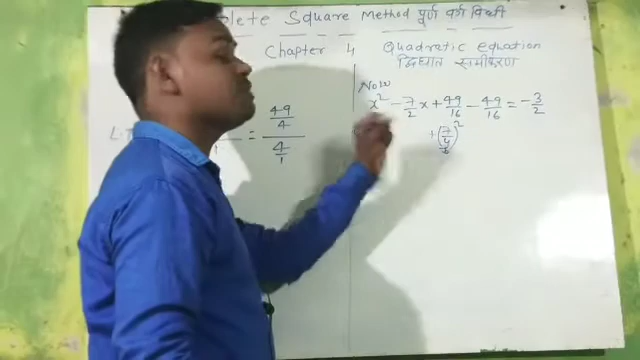 plete Square Method पूर्ण वर्ग विधी
Chapter 4 Quadratic equation
द्विघात समीकरण
Now
x² - 7/2 x + 49/16 - 49/16 = -3/2
+ (7/4)²
= 49/4
4/1